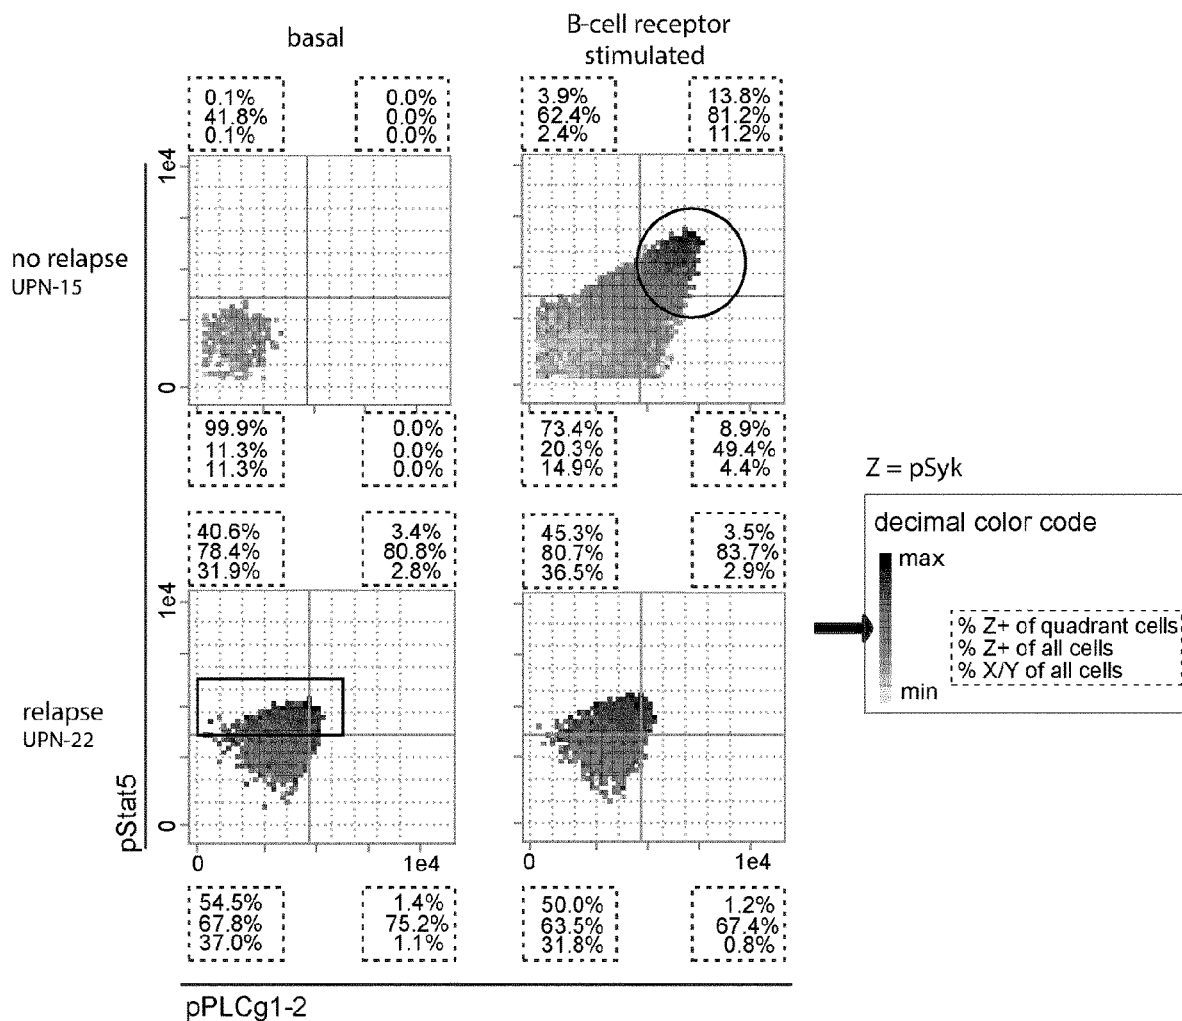 basal
B-cell receptor
stimulated
0.1%
41.8%
0.1%
0.0%
0.0%
0.0%
3.9%
62.4%
2.4%
13.8%
81.2%
11.2%
1e4
0
no relapse
UPN-15
99.9%
11.3%
11.3%
0.0%
0.0%
0.0%
73.4%
20.3%
14.9%
8.9%
49.4%
4.4%
Z = pSyk
decimal color code
max
min
% Z+ of quadrant cells
% Z+ of all cells
% X/Y of all cells
40.6%
78.4%
31.9%
3.4%
80.8%
2.8%
45.3%
80.7%
36.5%
3.5%
83.7%
2.9%
1e4
0
relapse
UPN-22
pStat5
0
1e4
0
1e4
54.5%
67.8%
37.0%
1.4%
75.2%
1.1%
50.0%
63.5%
31.8%
1.2%
67.4%
0.8%
pPLCg1-2